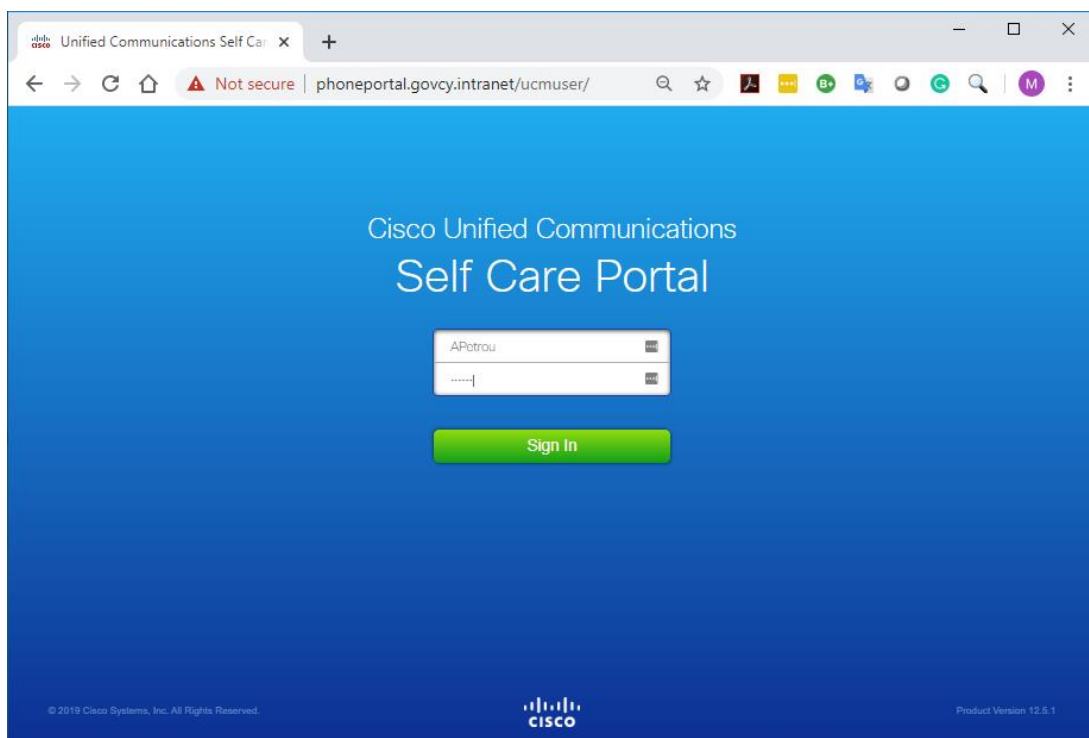 Unified Communications Self Car
Not secure | phoneportal.govcy.intranet/ucmuser/
M
Cisco Unified Communications
Self Care Portal
APetrou
Sign In
© 2019 Cisco Systems, Inc. All Rights Reserved.
CISCO
Product Version 12.5.1